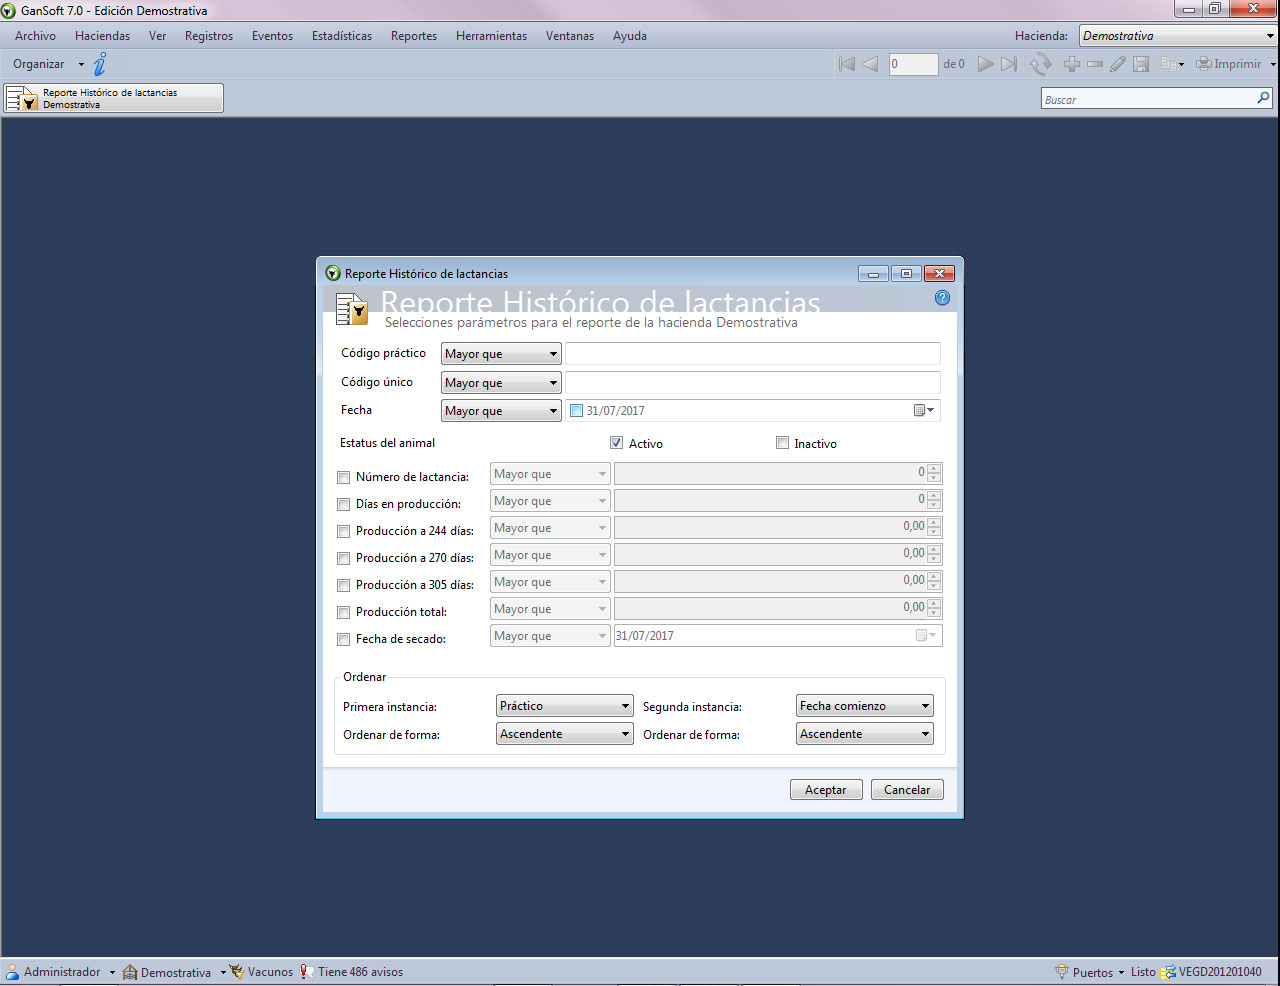 GanSoft 7.0 - Edición Demostrativa
Archivo Haciendas Ver Registros Eventos Estadísticas Reportes Herramientas Ventanas Ayuda Hacienda: Demostrativa
Organizar 0 de 0 Imprimir
Reporte Histórico de lactancias
Demostrativa
Buscar
Reporte Histórico de lactancias
Reporte Histórico de lactancias
Selecciones parámetros para el reporte de la hacienda Demostrativa
Código práctico Mayor que
Código único Mayor que
Fecha Mayor que 31/07/2017
Estatus del animal Activo Inactivo
Número de lactancia: Mayor que 0
Días en producción: Mayor que 0
Producción a 244 días: Mayor que 0,00
Producción a 270 días: Mayor que 0,00
Producción a 305 días: Mayor que 0,00
Producción total: Mayor que 0,00
Fecha de secado: Mayor que 31/07/2017
Ordenar
Primera instancia: Práctico Segunda instancia: Fecha comienzo
Ordenar de forma: Ascendente Ordenar de forma: Ascendente
Aceptar Cancelar
Administrador Demostrativa Vacunos Tiene 486 avisos Puertos Listo VEGD201201040